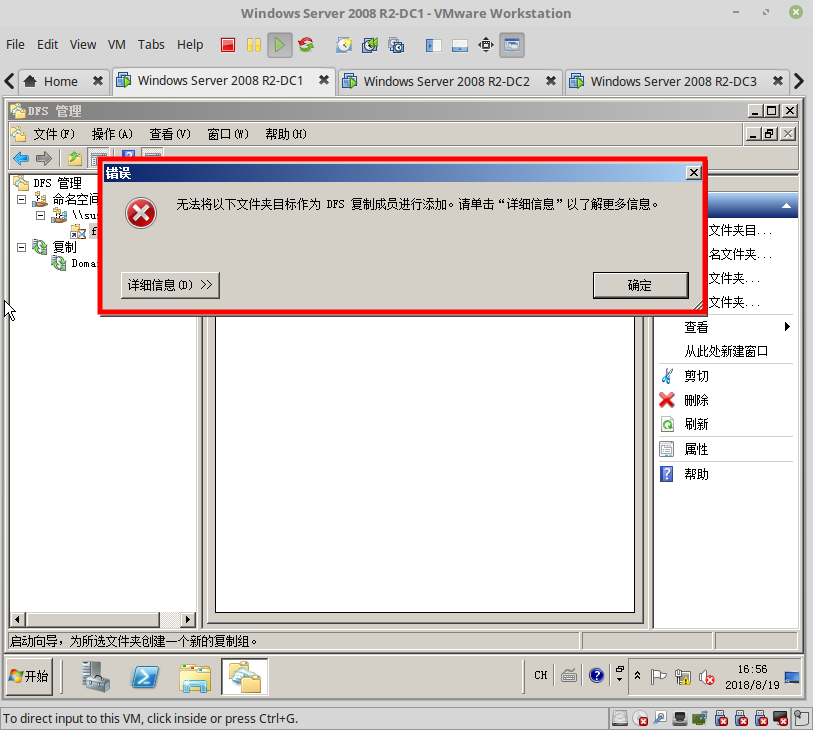 Windows Server 2008 R2-DC1 - VMware Workstation
File Edit View VM Tabs Help
Home Windows Server 2008 R2-DC1 Windows Server 2008 R2-DC2 Windows Server 2008 R2-DC3
DFS 管理
文件(F) 操作(A) 查看(V) 窗口(W) 帮助(H)
错误
无法将以下文件夹目标作为 DFS 复制成员进行添加。请单击“详细信息”以了解更多信息。
详细信息(D) >>
确定
DFS 管理
命名空间
复制
文件夹目...
名文件夹...
文件夹...
文件夹...
查看
从此处新建窗口
剪切
删除
刷新
属性
帮助
启动向导，为所选文件夹创建一个新的复制组。
开始
CH
16:56
2018/8/19
To direct input to this VM, click inside or press Ctrl+G.